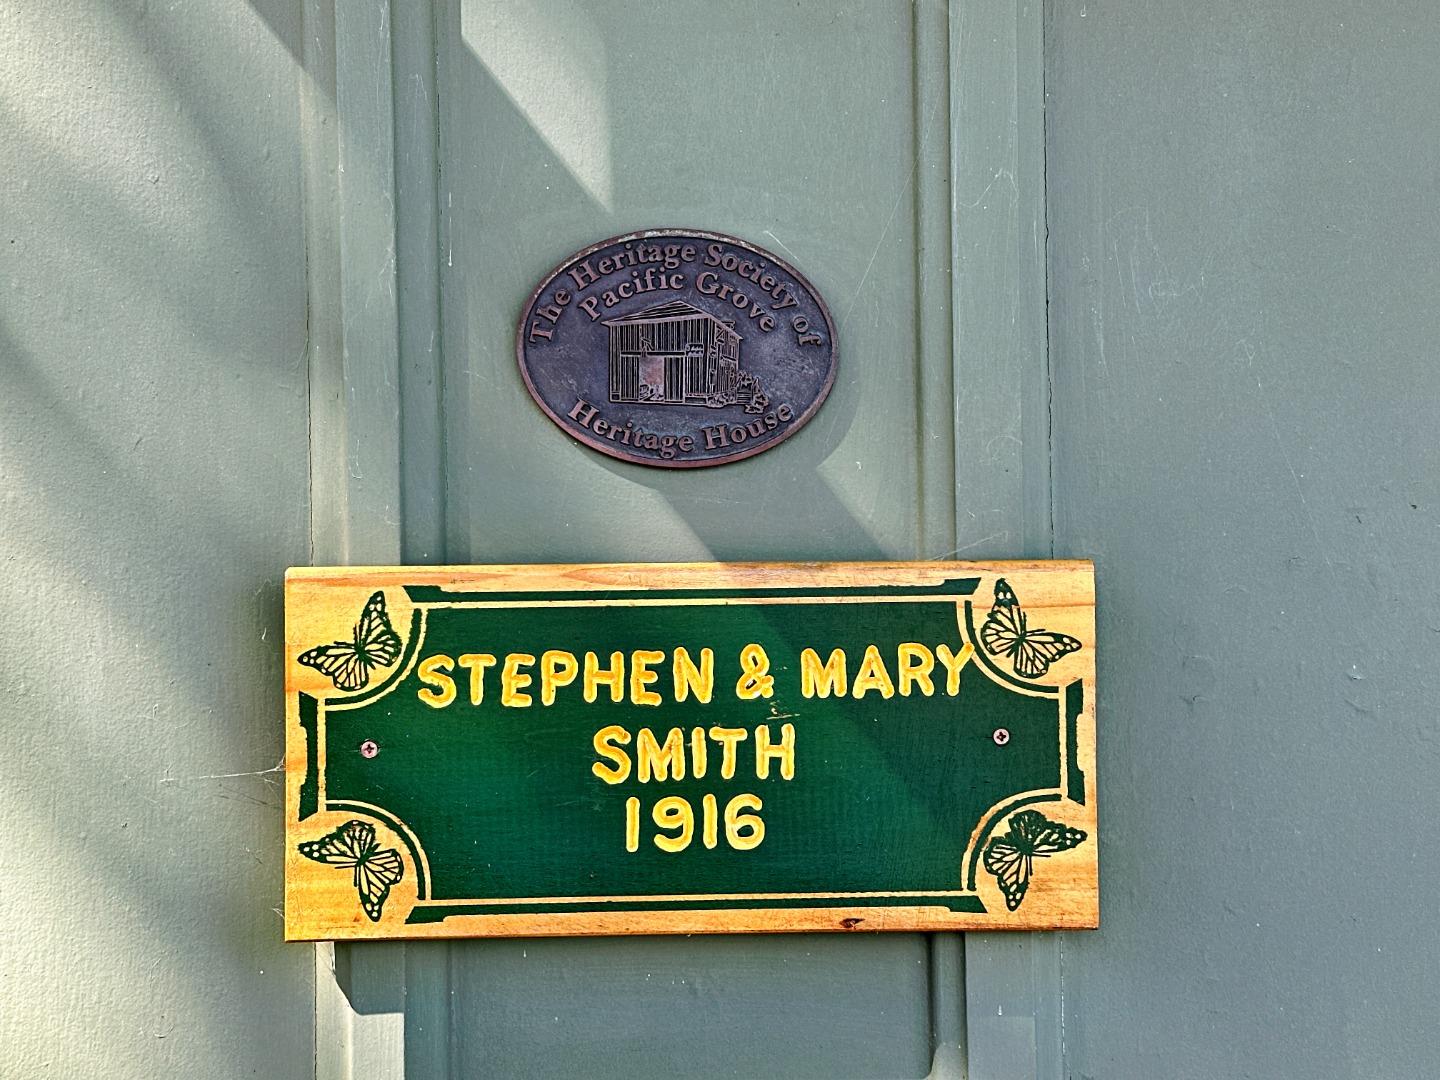 The Heritage Society of
Pacific Grove
Heritage House
STEPHEN & MARY
SMITH
1916